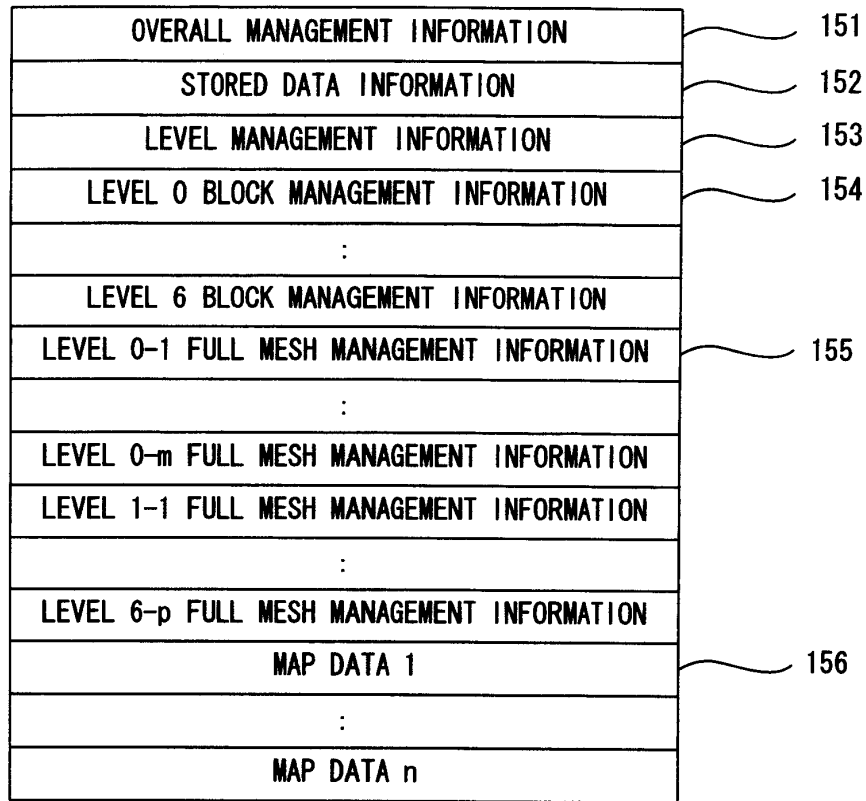 OVERALL MANAGEMENT INFORMATION 151
STORED DATA INFORMATION 152
LEVEL MANAGEMENT INFORMATION 153
LEVEL 0 BLOCK MANAGEMENT INFORMATION 154
:
LEVEL 6 BLOCK MANAGEMENT INFORMATION
LEVEL 0-1 FULL MESH MANAGEMENT INFORMATION 155
:
LEVEL 0-m FULL MESH MANAGEMENT INFORMATION
LEVEL 1-1 FULL MESH MANAGEMENT INFORMATION
:
LEVEL 6-p FULL MESH MANAGEMENT INFORMATION
MAP DATA 1 156
:
MAP DATA n